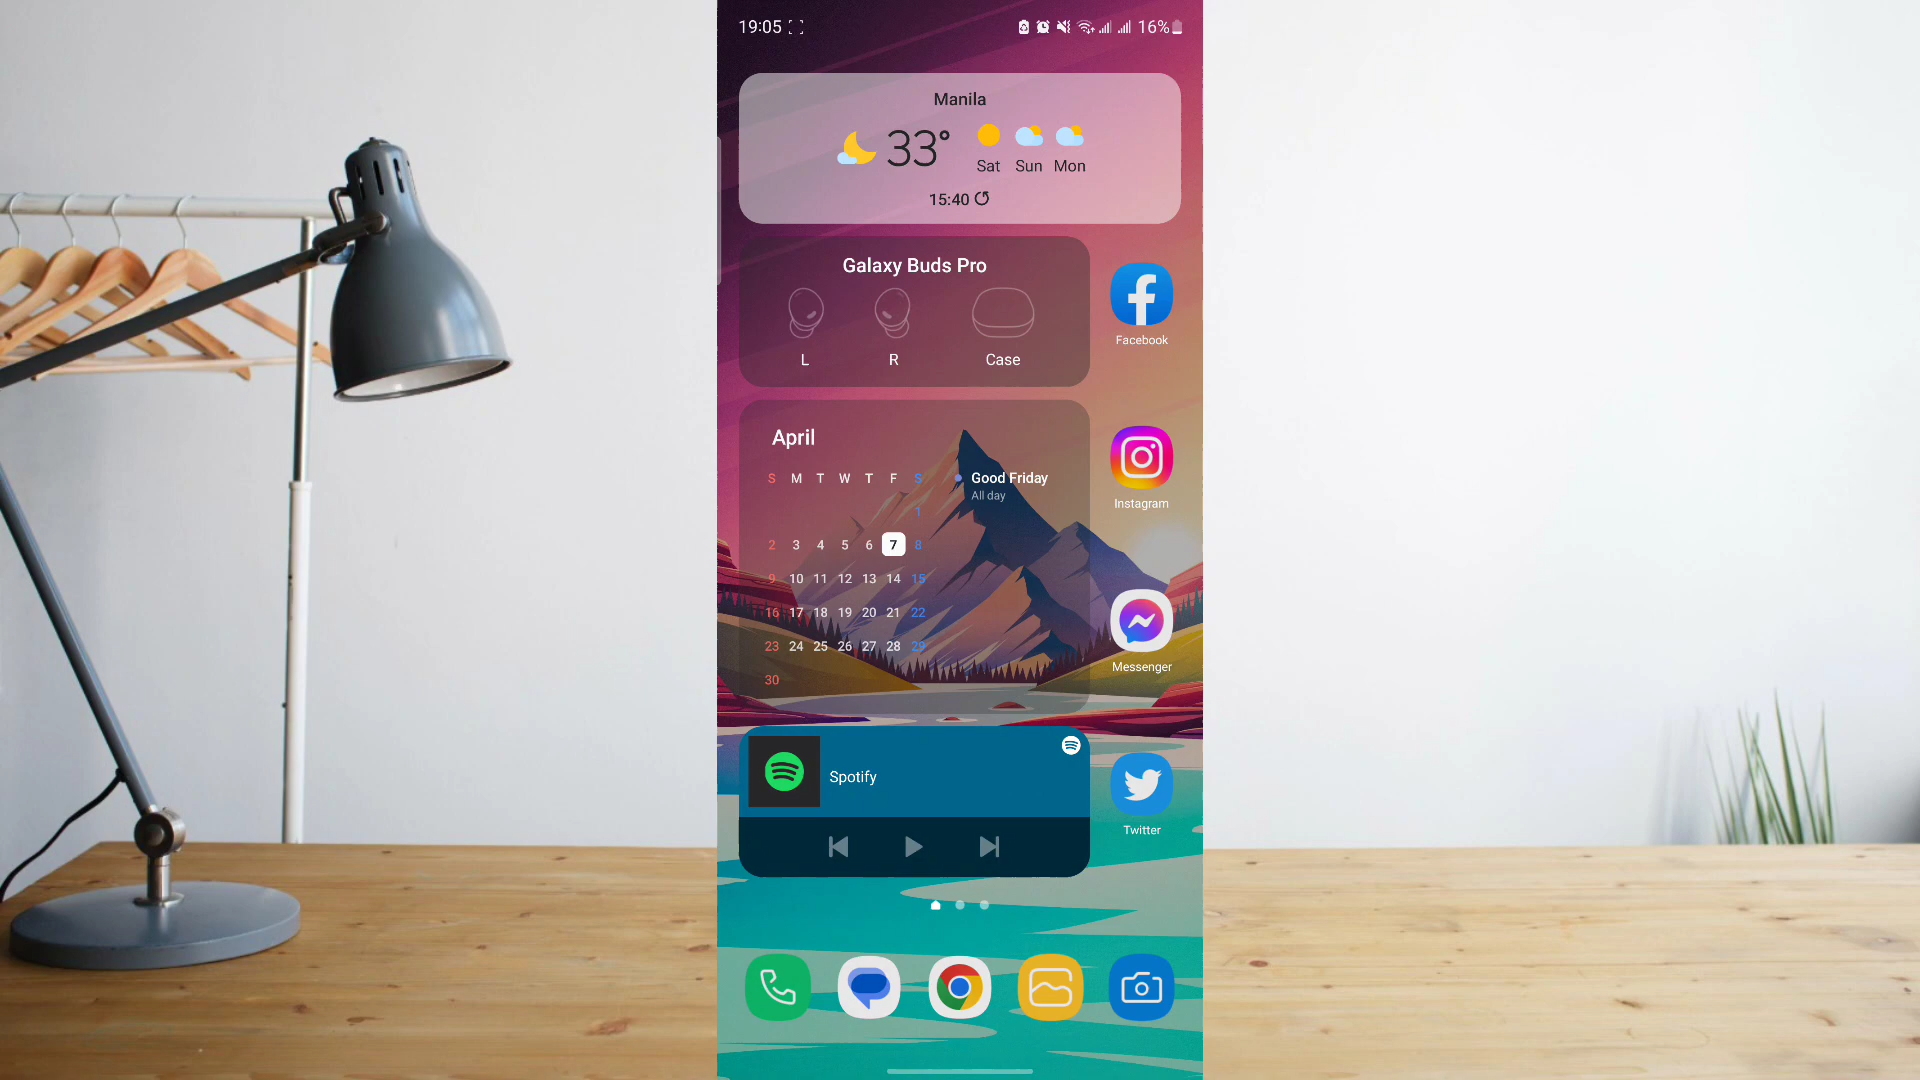 19:05
16%
Manila
33°
Sat Sun Mon
15:40
Galaxy Buds Pro
L R Case
Facebook
April
S M T W T F S
1
2 3 4 5 6 7 8
9 10 11 12 13 14 15
16 17 18 19 20 21 22
23 24 25 26 27 28 29
30
Good Friday
All day
Instagram
Messenger
Spotify
Twitter